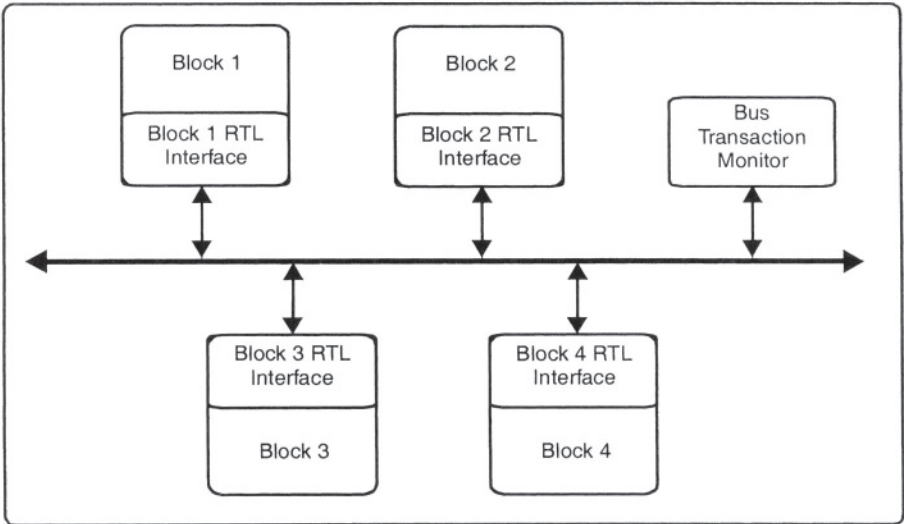 Block 1
Block 1 RTL
Interface
Block 2
Block 2 RTL
Interface
Bus
Transaction
Monitor
Block 3 RTL
Interface
Block 3
Block 4 RTL
Interface
Block 4